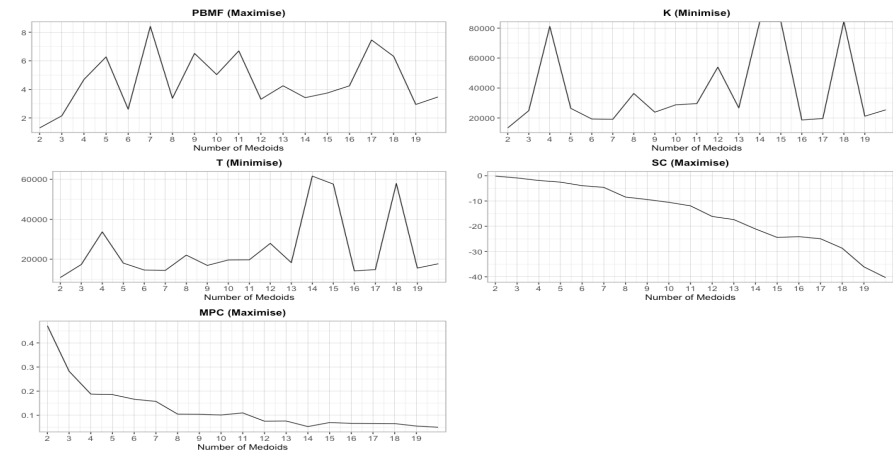 PBMF (Maximise)
8
6
4
2
2 3 4 5 6 7 8 9 10 11 12 13 14 15 16 17 18 19
Number of Medoids
K (Minimise)
80000
60000
40000
20000
2 3 4 5 6 7 8 9 10 11 12 13 14 15 16 17 18 19
Number of Medoids
T (Minimise)
60000
40000
20000
2 3 4 5 6 7 8 9 10 11 12 13 14 15 16 17 18 19
Number of Medoids
SC (Maximise)
0
-10
-20
-30
-40
2 3 4 5 6 7 8 9 10 11 12 13 14 15 16 17 18 19
Number of Medoids
MPC (Maximise)
0.4
0.3
0.2
0.1
2 3 4 5 6 7 8 9 10 11 12 13 14 15 16 17 18 19
Number of Medoids